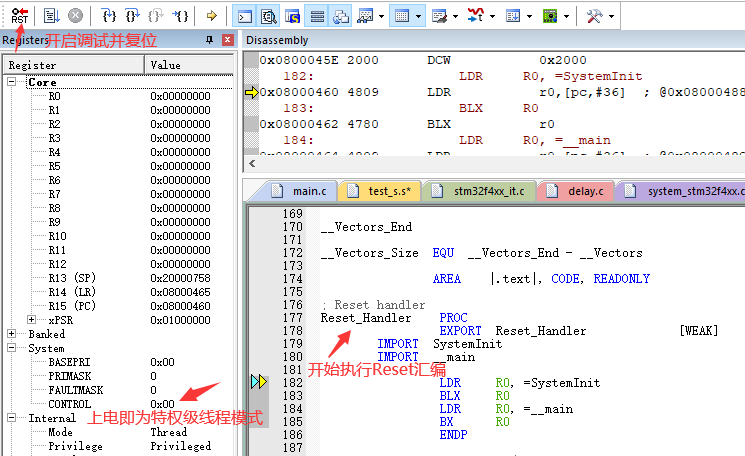 RST
开启调试并复位
Registers
Register Value
Core
R0 0x00000000
R1 0x00000000
R2 0x00000000
R3 0x00000000
R4 0x00000000
R5 0x00000000
R6 0x00000000
R7 0x00000000
R8 0x00000000
R9 0x00000000
R10 0x00000000
R11 0x00000000
R12 0x00000000
R13 (SP) 0x20000758
R14 (LR) 0x08000465
R15 (PC) 0x08000460
xPSR 0x01000000
Banked
System
BASEPRI 0x00
PRIMASK 0
FAULTMASK 0
CONTROL 0x00
上电即为特权级线程模式
Internal
Mode Thread
Privilege Privileged
Disassembly
0x0800045E 2000 DCW 0x2000
182: LDR R0, =SystemInit
0x08000460 4809 LDR r0,[pc,#36] ; @0x08000488
183: BLX R0
0x08000462 4780 BLX r0
184: LDR R0, =__main
main.c
test_s.s*
stm32f4xx_it.c
delay.c
system_stm32f4xx.c
169
170 __Vectors_End
171
172 __Vectors_Size EQU __Vectors_End - __Vectors
173
174 AREA |.text|, CODE, READONLY
175
176 ; Reset handler
177 Reset_Handler PROC
178 EXPORT Reset_Handler [WEAK]
179 IMPORT SystemInit
180 IMPORT __main
181
开始执行Reset汇编
182 LDR R0, =SystemInit
183 BLX R0
184 LDR R0, =__main
185 BX R0
186 ENDP